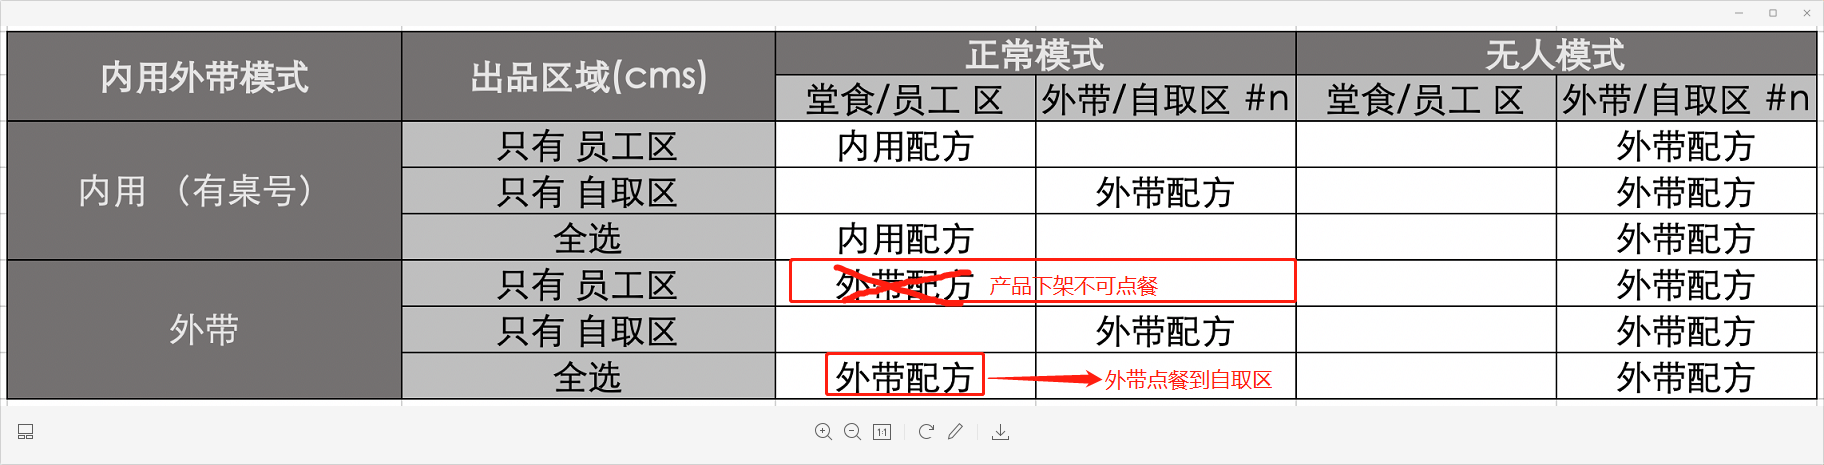 内用外带模式 出品区域(cms) 正常模式 无人模式
堂食/员工 区 外带/自取区 #n 堂食/员工 区 外带/自取区 #n
内用 （有桌号） 只有 员工区 内用配方 外带配方
只有 自取区 外带配方 外带配方
全选 内用配方 外带配方
外带 只有 员工区 外带配方 产品下架不可点餐 外带配方
只有 自取区 外带配方 外带配方
全选 外带配方 外带点餐到自取区 外带配方
1:1